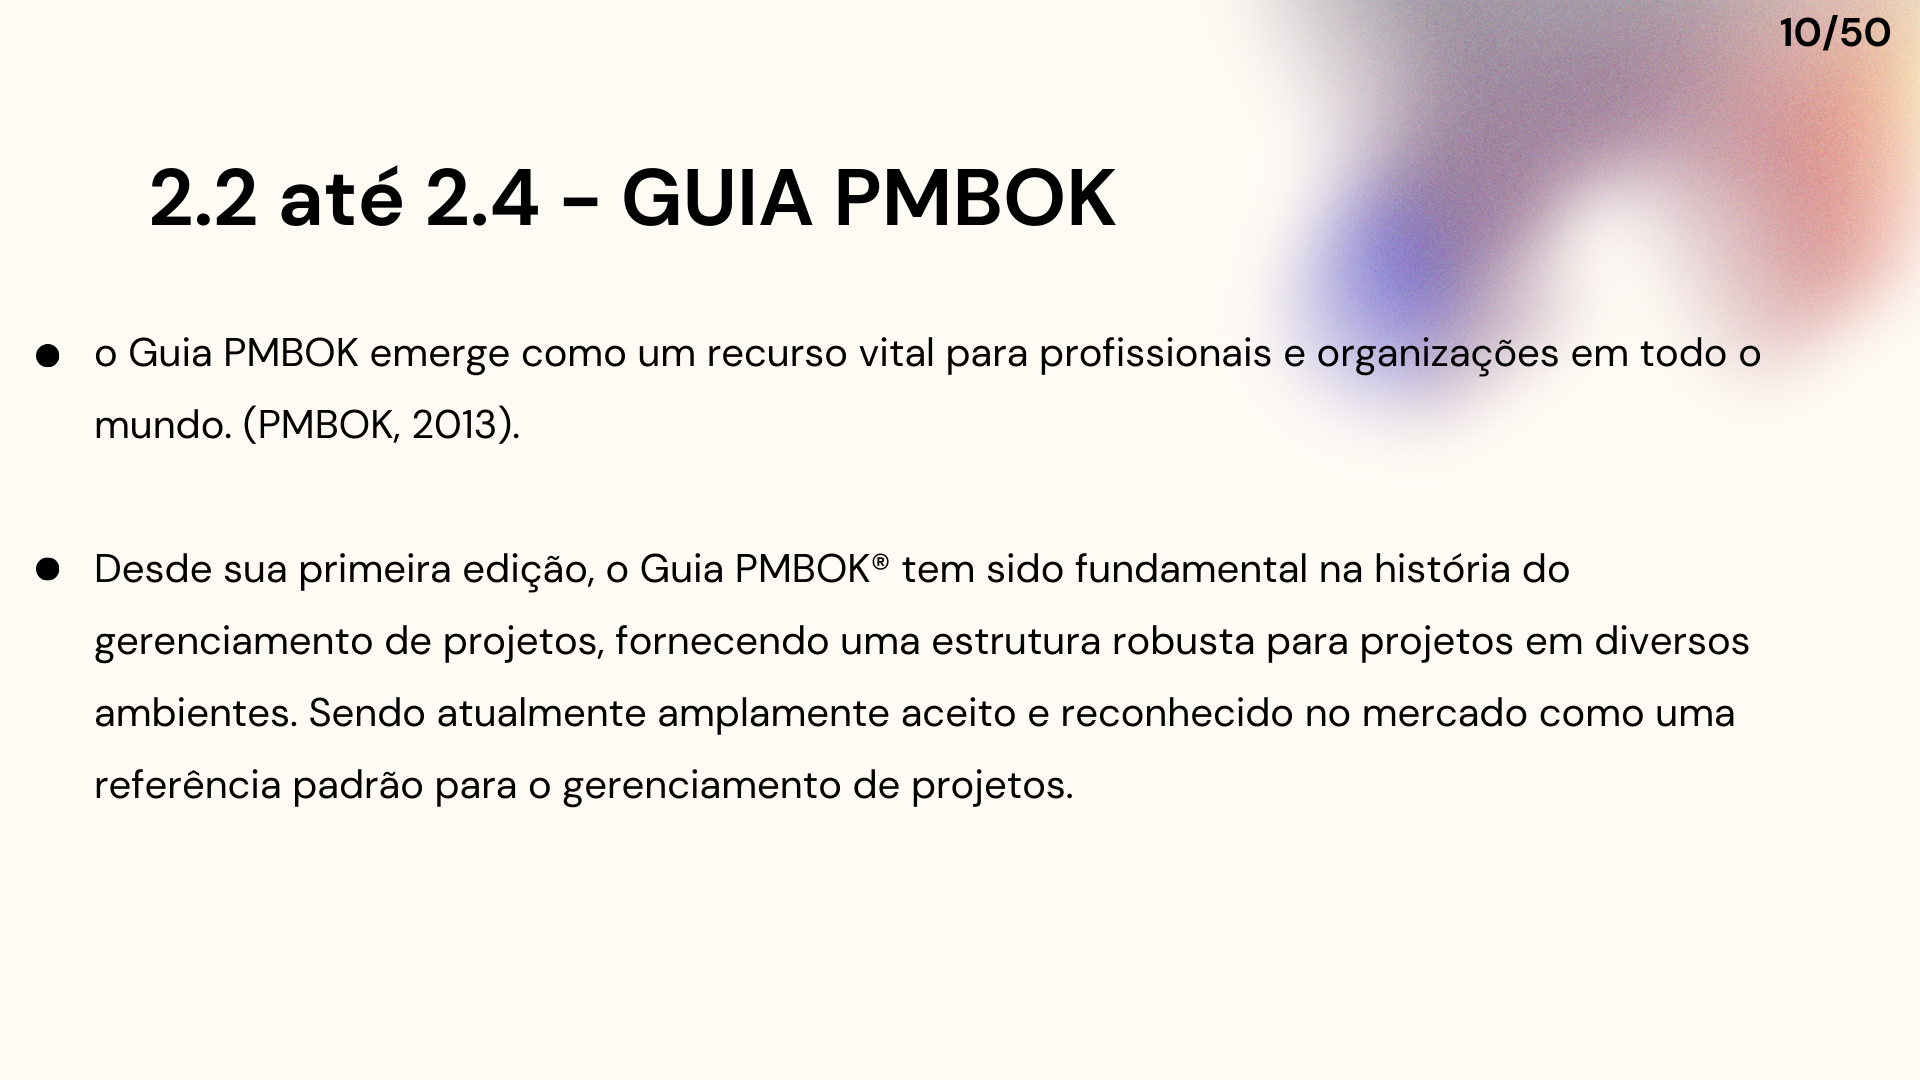 10/50
2.2 até 2.4 - GUIA PMBOK
● o Guia PMBOK emerge como um recurso vital para profissionais e organizações em todo o
mundo. (PMBOK, 2013).
● Desde sua primeira edição, o Guia PMBOK® tem sido fundamental na história do
gerenciamento de projetos, fornecendo uma estrutura robusta para projetos em diversos
ambientes. Sendo atualmente amplamente aceito e reconhecido no mercado como uma
referência padrão para o gerenciamento de projetos.